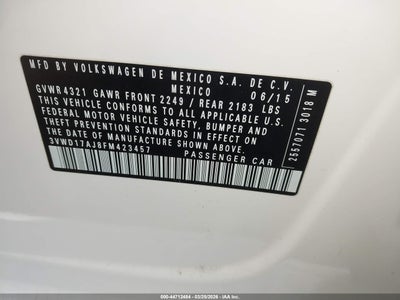 MFD BY VOLKSWAGEN DE MEXICO S.A. DE C.V.
MEXICO 06/15
GVWR 4321 GAWR FRONT 2249 / REAR 2183 LBS
THIS VEHICLE CONFORMS TO ALL APPLICABLE
FEDERAL MOTOR VEHICLE SAFETY, BUMPER AND
THEFT PREVENTION STANDARDS IN EFFECT ON
THE DATE OF MANUFACTURE SHOWN ABOVE.
3VWD17AJ8FM423457 PASSENGER CAR
2557071 3018 M
000-44712484 - 03/29/2026 - IAA Inc.